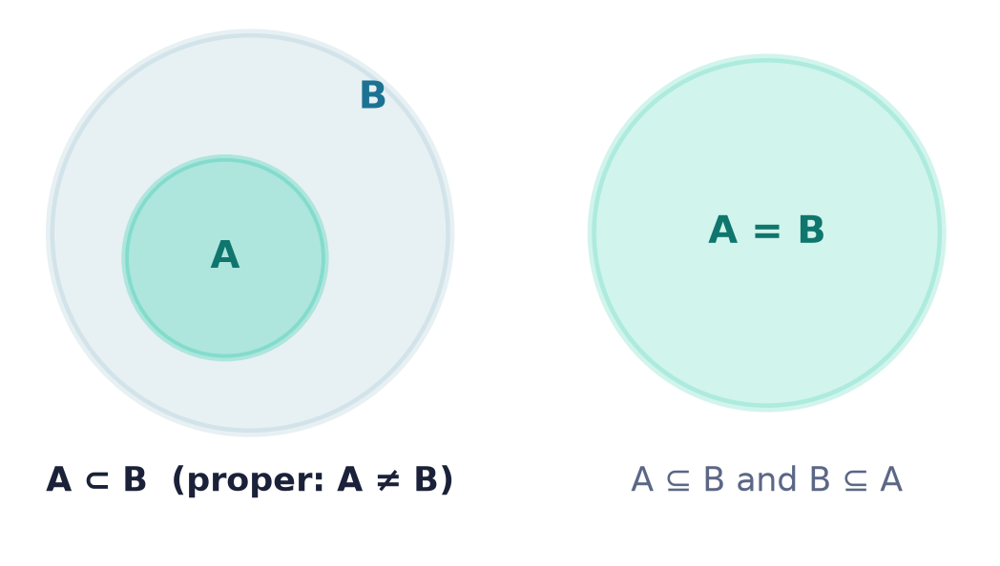 B
A
A ⊂ B (proper: A ≠ B)
A = B
A ⊆ B and B ⊆ A